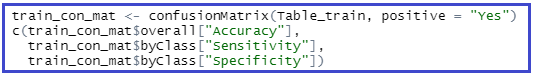 train_con_mat <- confusionMatrix(Table_train, positive = "Yes")
c(train_con_mat$overall["Accuracy"],
  train_con_mat$byClass["Sensitivity"],
  train_con_mat$byClass["Specificity"])